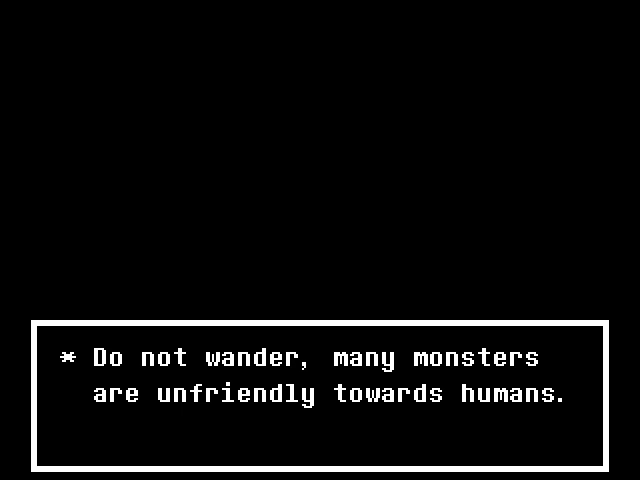 * Do not wander, many monsters
are unfriendly towards humans.